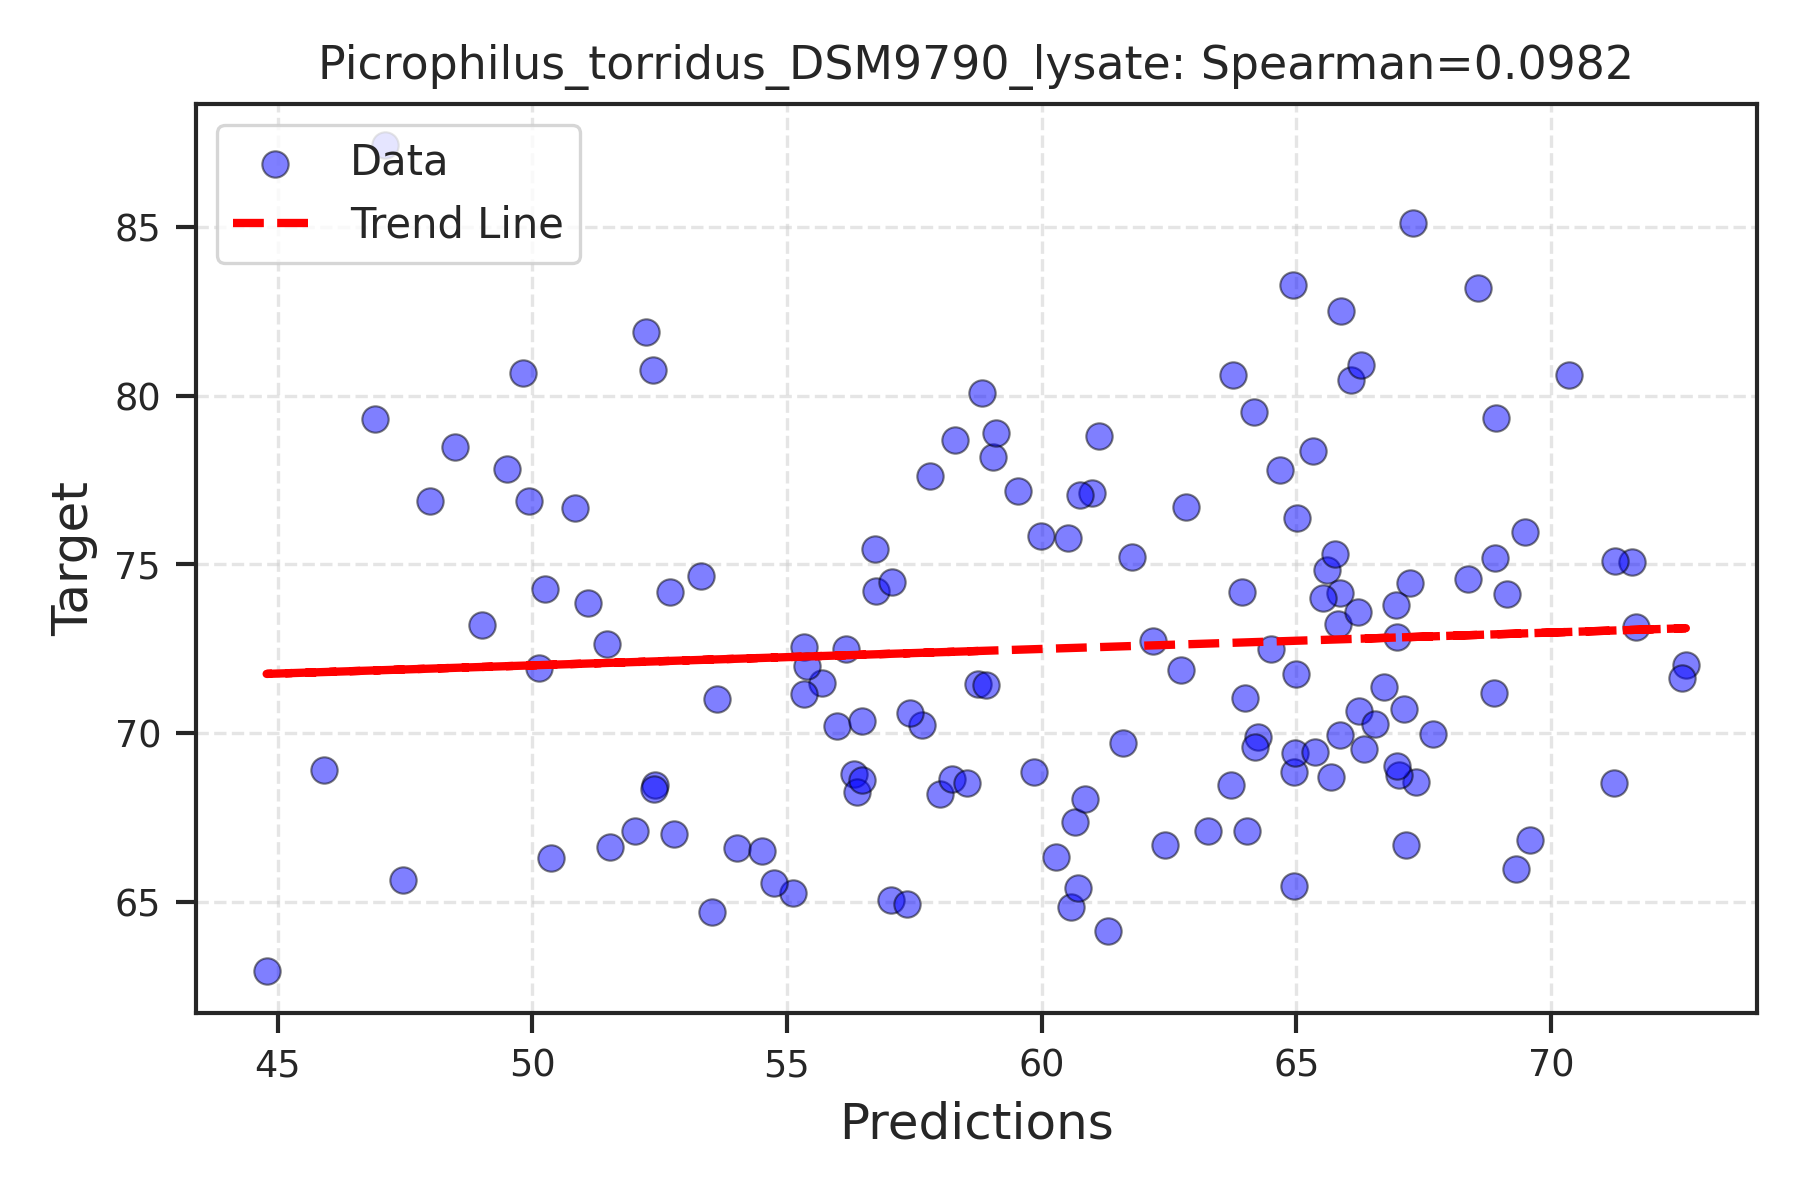 Picrophilus_torridus_DSM9790_lysate: Spearman=0.0982
Data
Trend Line
Target
85
80
75
70
65
45 50 55 60 65 70
Predictions